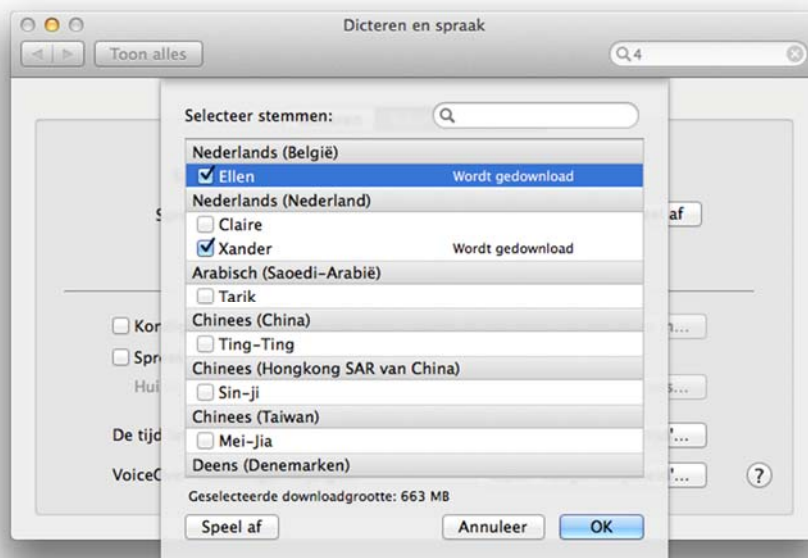 Dicteren en spraak
Toon alles
4
Selecteer stemmen:
Nederlands (België)
Ellen Wordt gedownload
Nederlands (Nederland)
Claire
Xander Wordt gedownload
Arabisch (Saoedi-Arabië)
Tarik
Chinees (China)
Ting-Ting
Chinees (Hongkong SAR van China)
Sin-ji
Chinees (Taiwan)
Mei-Jia
Deens (Denemarken)
af
De tijd
?
Geselecteerde downloadgrootte: 663 MB
Speel af
Annuleer
OK